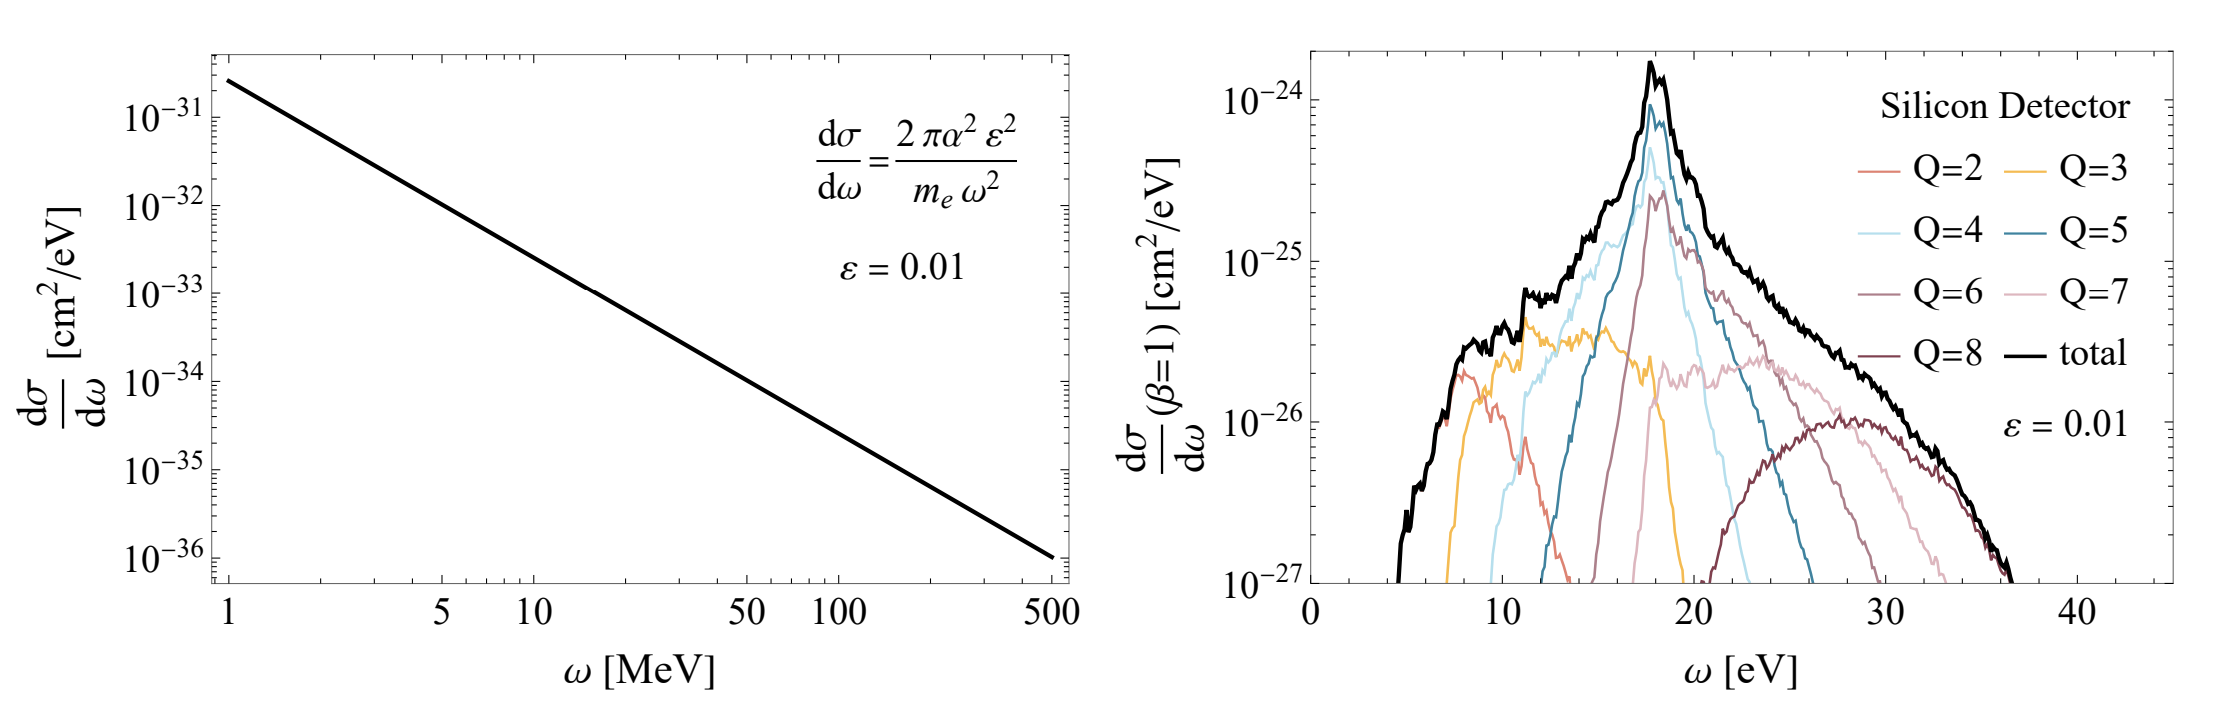 10⁻³¹
10⁻³²
10⁻³³
10⁻³⁴
10⁻³⁵
10⁻³⁶
dσ/dω [cm²/eV]
dσ/dω = 2 πα² ε²/mₑ ω²
ε = 0.01
1 5 10 50 100 500
ω [MeV]
10⁻²⁴
10⁻²⁵
10⁻²⁶
10⁻²⁷
dσ/dω (β=1) [cm²/eV]
Silicon Detector
Q=2 Q=3
Q=4 Q=5
Q=6 Q=7
Q=8 total
ε = 0.01
0 10 20 30 40
ω [eV]